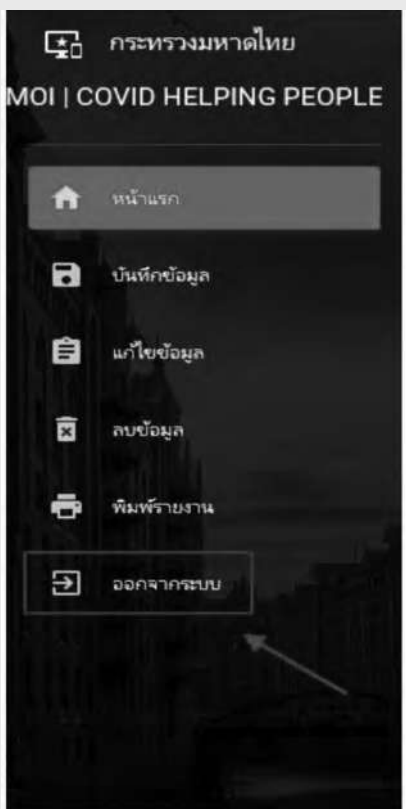 กระทรวงมหาดไทย
MOI | COVID HELPING PEOPLE
หน้าแรก
บันทึกข้อมูล
แก้ไขข้อมูล
ลบข้อมูล
พิมพ์รายงาน
ออกจากระบบ